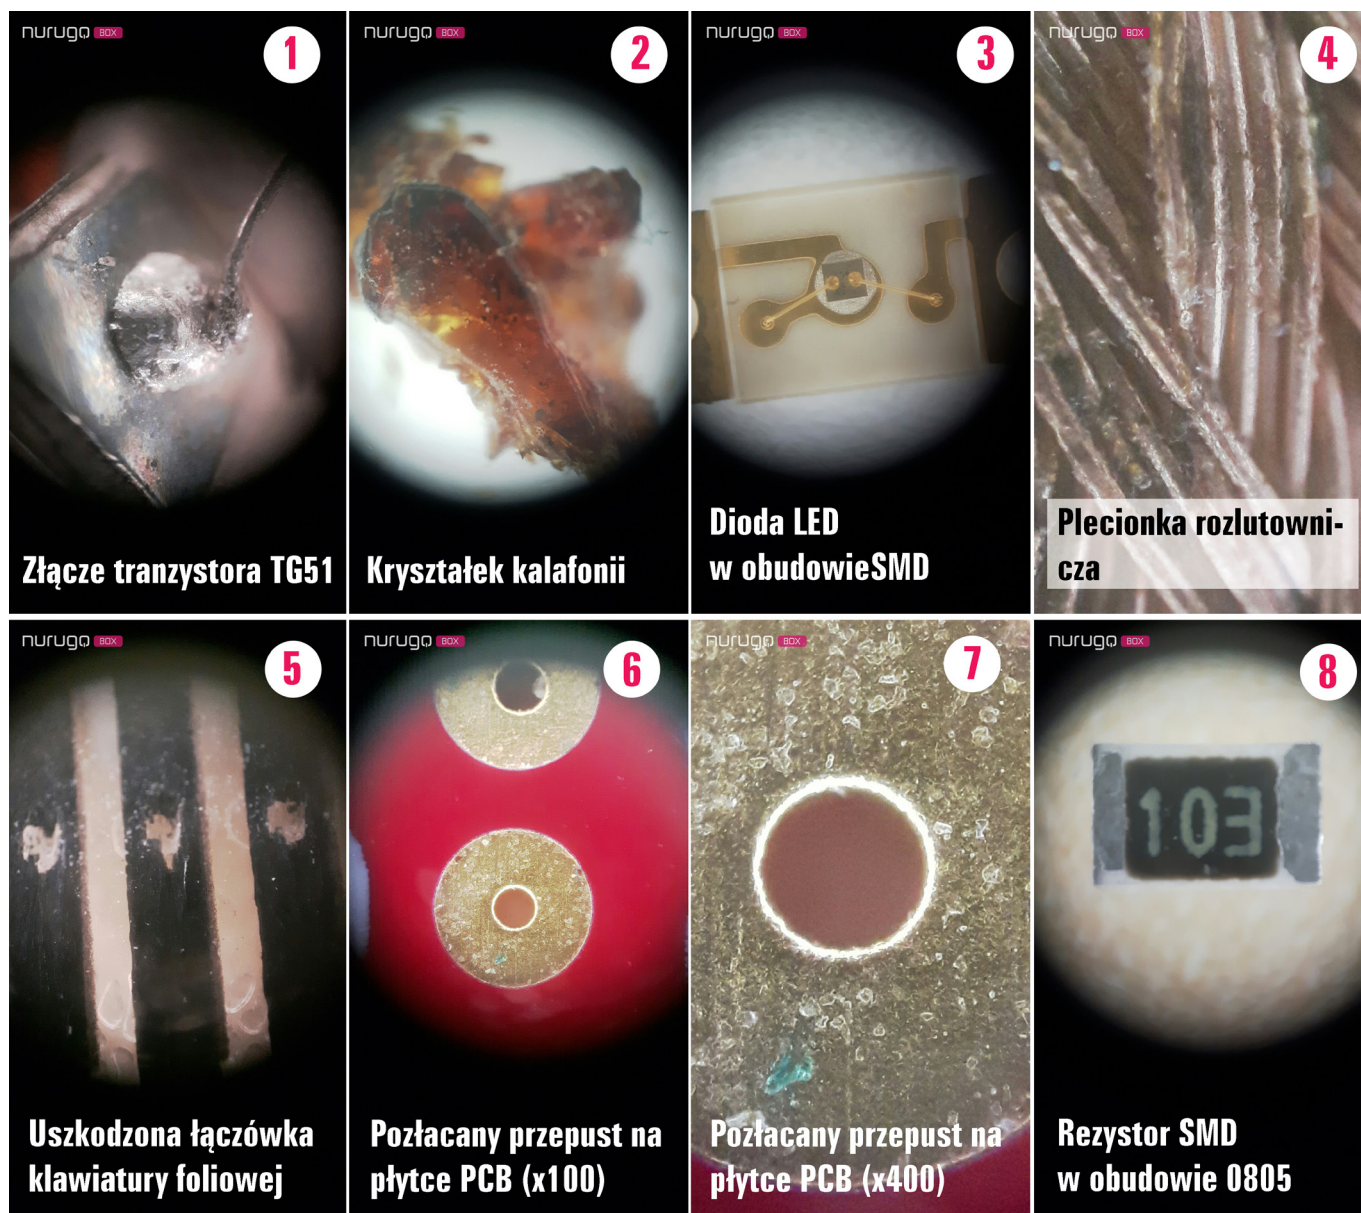 nurugo BOX
1
Złącze tranzystora TG51
nurugo BOX
2
Kryształek kalafonii
nurugo BOX
3
Dioda LED
w obudowieSMD
nurugo BOX
4
Plecionka rozlutowni-
cza
nurugo BOX
5
Uszkodzona łączówka
klawiatury foliowej
nurugo BOX
6
Pozłacany przepust na
płytce PCB (x100)
nurugo BOX
7
Pozłacany przepust na
płytce PCB (x400)
nurugo BOX
8
103
Rezystor SMD
w obudowie 0805